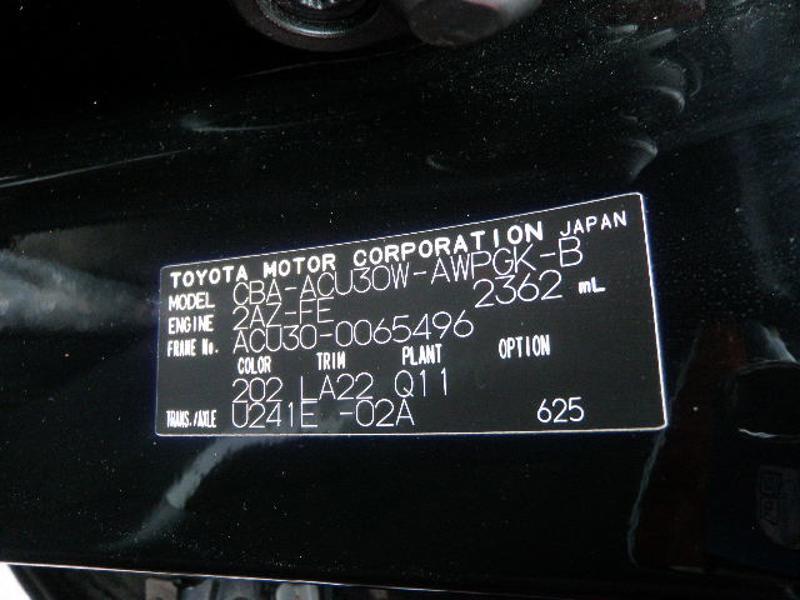 TOYOTA MOTOR CORPORATION JAPAN
MODEL CBA-ACU30W-AWPGK-B
ENGINE 2AZ-FE 2362 mL
FRAME No. ACU30-0065496
COLOR TRIM PLANT OPTION
202 LA22 Q11
TRANS./AXLE U241E -02A 625